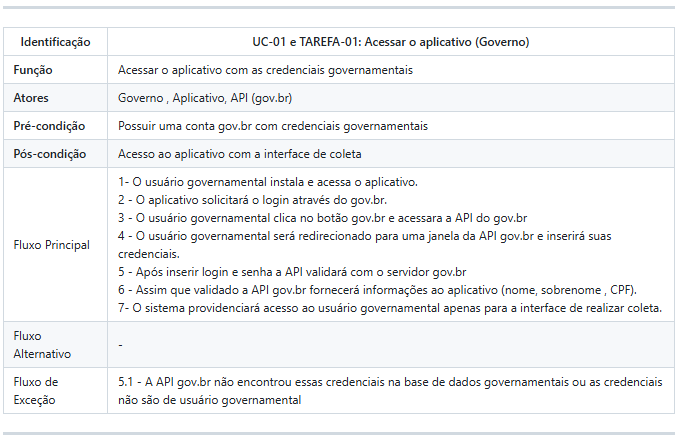 Identificação UC-01 e TAREFA-01: Acessar o aplicativo (Governo)
Função Acessar o aplicativo com as credenciais governamentais
Atores Governo , Aplicativo, API (gov.br)
Pré-condição Possuir uma conta gov.br com credenciais governamentais
Pós-condição Acesso ao aplicativo com a interface de coleta
Fluxo Principal
1- O usuário governamental instala e acessa o aplicativo.
2 - O aplicativo solicitará o login através do gov.br.
3 - O usuário governamental clica no botão gov.br e acessara a API do gov.br
4 - O usuário governamental será redirecionado para uma janela da API gov.br e inserirá suas
credenciais.
5 - Após inserir login e senha a API validará com o servidor gov.br
6 - Assim que validado a API gov.br fornecerá informações ao aplicativo (nome, sobrenome , CPF).
7- O sistema providenciará acesso ao usuário governamental apenas para a interface de realizar coleta.
Fluxo
Alternativo
-
Fluxo de
Exceção
5.1 - A API gov.br não encontrou essas credenciais na base de dados governamentais ou as credenciais
não são de usuário governamental